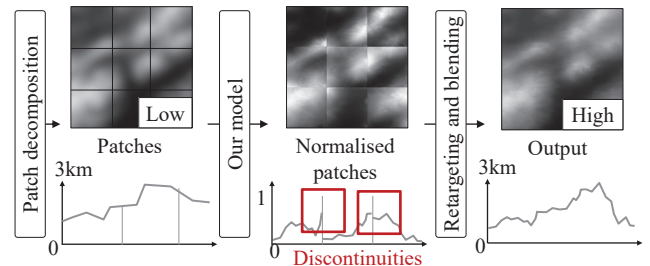 Patch decomposition
Low
Patches
3km
0
Our model
Normalised
patches
1
0
Discontinuities
Retargeting and blending
High
Output
3km
0